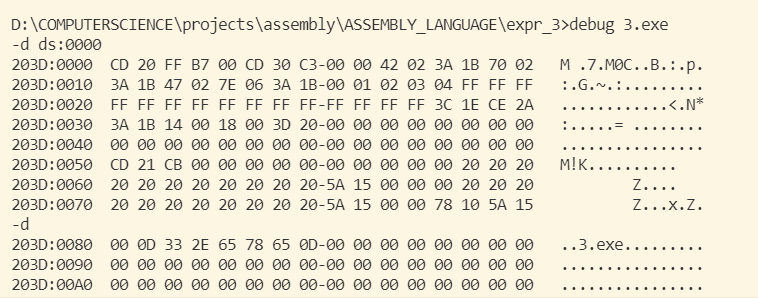 D:\COMPUTERSCIENCE\projects\assembly\ASSEMBLY_LANGUAGE\expr_3>debug 3.exe
-d ds:0000
203D:0000  CD 20 FF B7 00 CD 30 C3-00 00 42 02 3A 1B 70 02   M .7.M0C..B.:.p.
203D:0010  3A 1B 47 02 7E 06 3A 1B-00 01 02 03 04 FF FF FF   :.G.~.:.........
203D:0020  FF FF FF FF FF FF FF FF-FF FF FF FF 3C 1E CE 2A   ............<.N*
203D:0030  3A 1B 14 00 18 00 3D 20-00 00 00 00 00 00 00 00   :.....= ........
203D:0040  00 00 00 00 00 00 00 00-00 00 00 00 00 00 00 00   ................
203D:0050  CD 21 CB 00 00 00 00 00-00 00 00 00 00 20 20 20   M!K..........
203D:0060  20 20 20 20 20 20 20 20-5A 15 00 00 00 20 20 20           Z....
203D:0070  20 20 20 20 20 20 20 20-5A 15 00 00 78 10 5A 15           Z...x.Z.
-d
203D:0080  00 0D 33 2E 65 78 65 0D-00 00 00 00 00 00 00 00   ..3.exe.........
203D:0090  00 00 00 00 00 00 00 00-00 00 00 00 00 00 00 00   ................
203D:00A0  00 00 00 00 00 00 00 00-00 00 00 00 00 00 00 00   ................